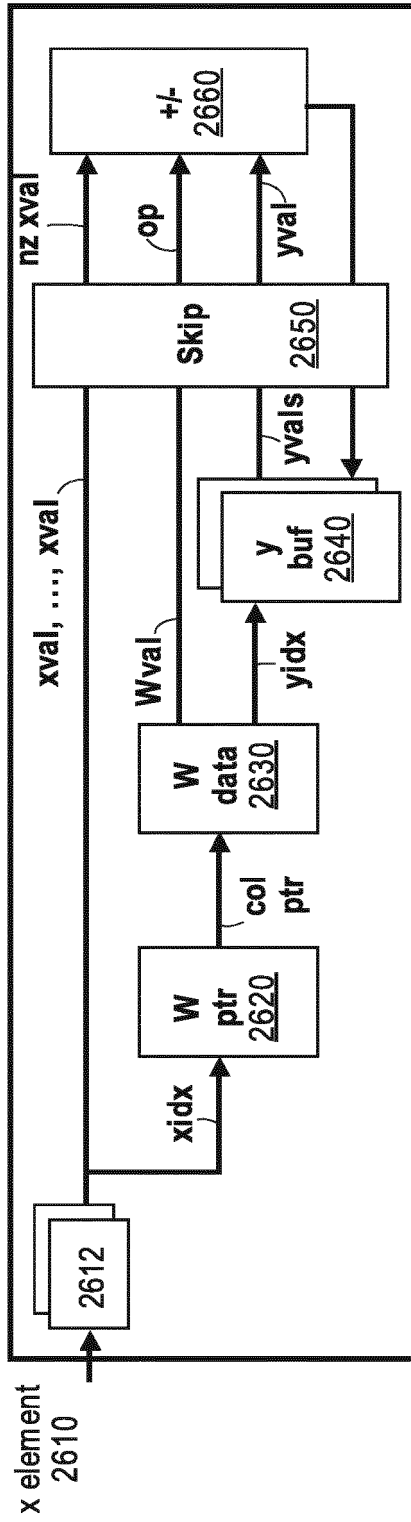 x element
2610
2612
xidx
W
ptr
2620
col
ptr
W
data
2630
yidx
Wval
xval, ..., xval
y
buf
2640
yvals
Skip
2650
nz xval
op
yval
+/-
2660